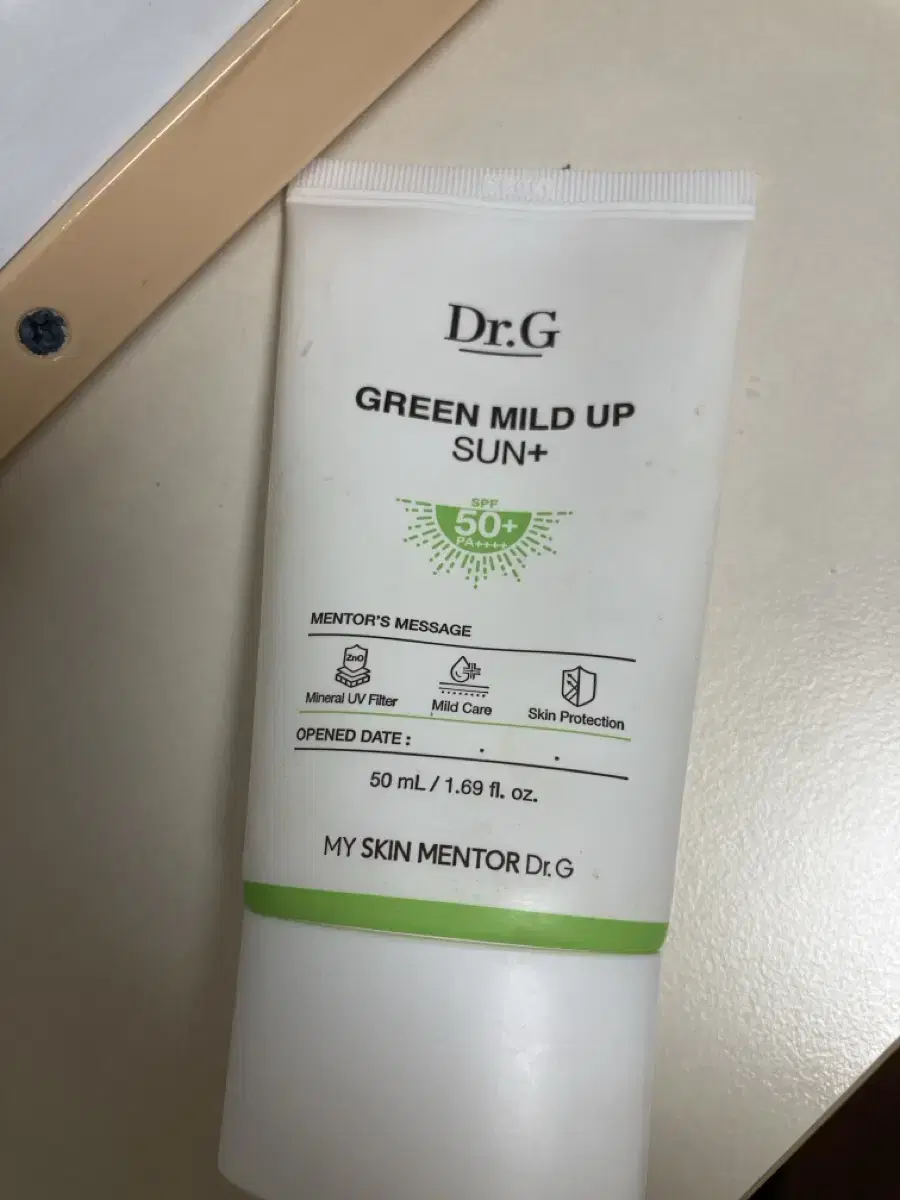 Dr.G
GREEN MILD UP
SUN+
SPF
50+
PA++++
MENTOR'S MESSAGE
ZnO
Mineral UV Filter
Mild Care
Skin Protection
OPENED DATE : . .
50 mL / 1.69 fl. oz.
MY SKIN MENTOR Dr.G